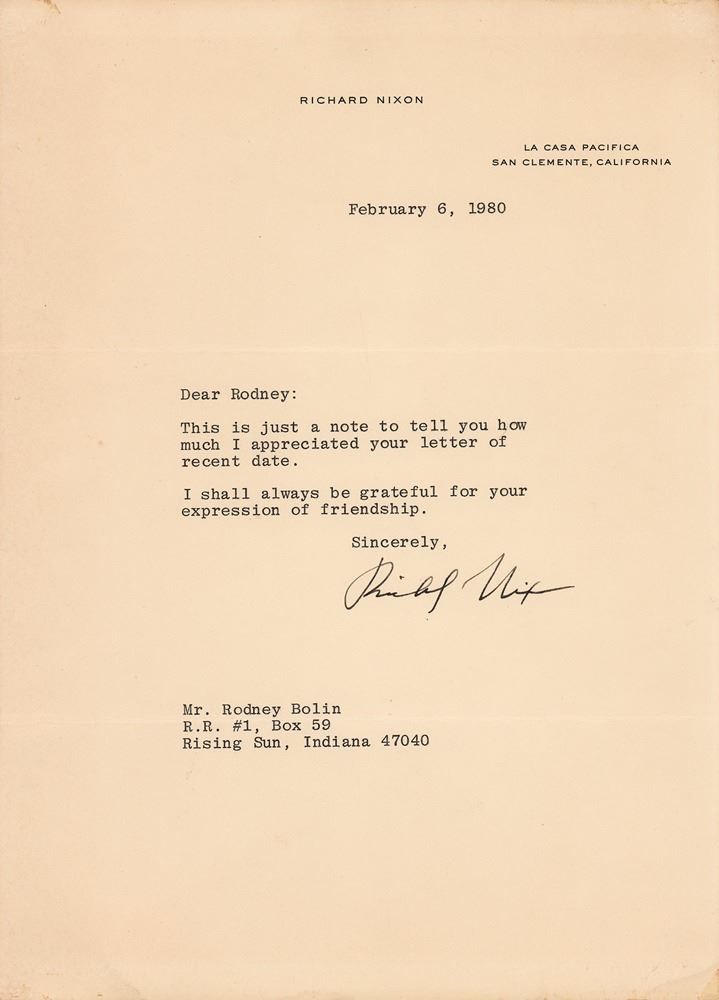 RICHARD NIXON
LA CASA PACIFICA
SAN CLEMENTE, CALIFORNIA
February 6, 1980
Dear Rodney:
This is just a note to tell you how
much I appreciated your letter of
recent date.
I shall always be grateful for your
expression of friendship.
Sincerely,
Richard Nixon
Mr. Rodney Bolin
R.R. #1, Box 59
Rising Sun, Indiana 47040